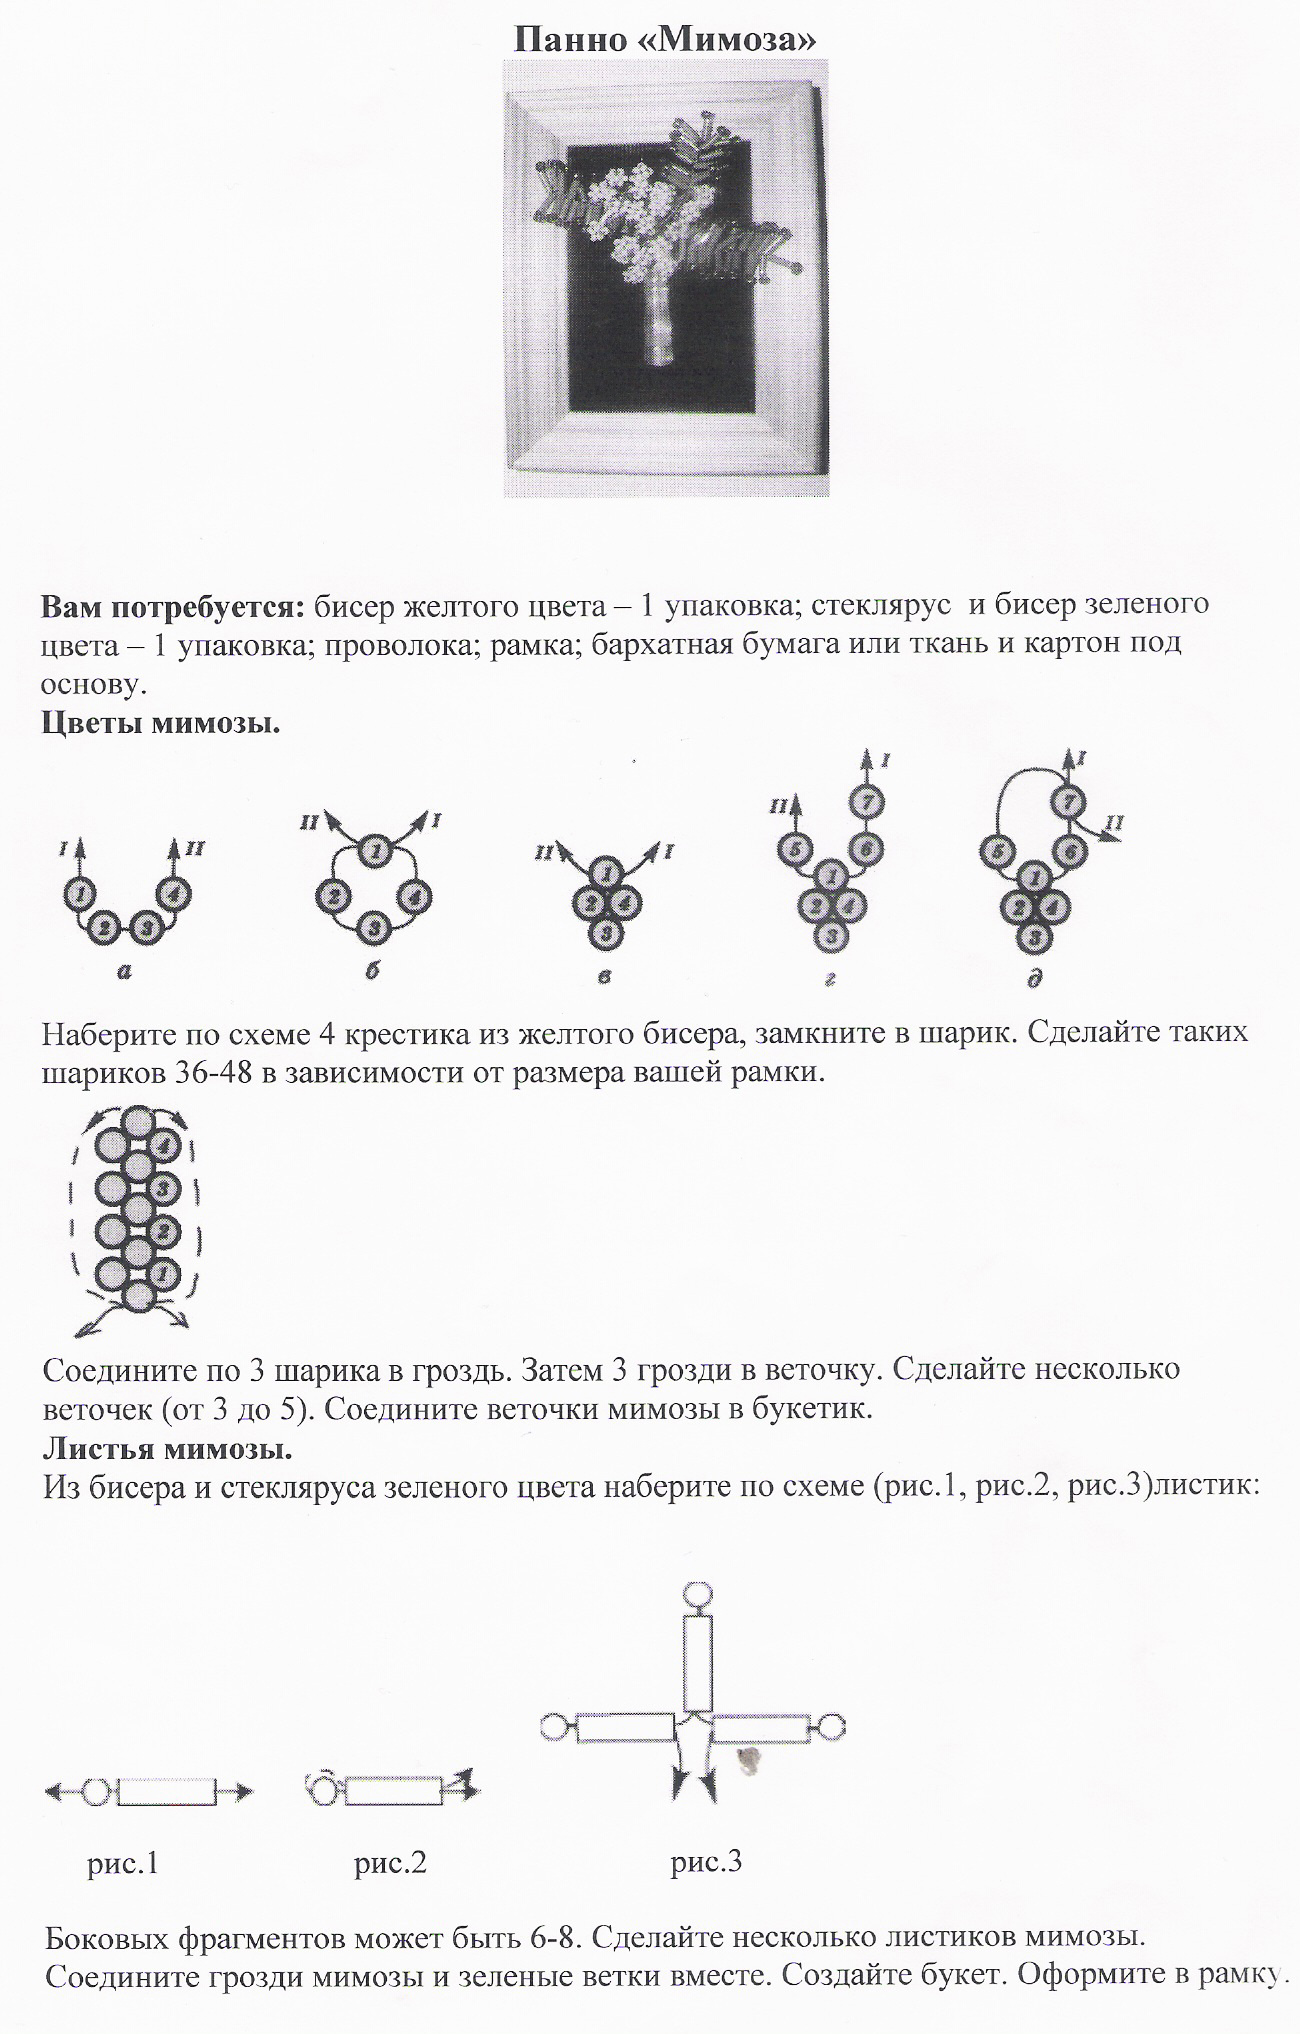 Панно «Мимоза»
Вам потребуется: бисер желтого цвета – 1 упаковка; стеклярус и бисер зеленого
цвета – 1 упаковка; проволока; рамка; бархатная бумага или ткань и картон под
основу.
Цветы мимозы.
I II 1 2 3 4
а
II I 1 2 4 3
б
II I 1 2 4 3
в
II I 7 5 6 1 2 4 3
г
I 7 II 5 6 1 2 4 3
д
Наберите по схеме 4 крестика из желтого бисера, замкните в шарик. Сделайте таких
шариков 36-48 в зависимости от размера вашей рамки.
4
3
2
1
Соедините по 3 шарика в гроздь. Затем 3 грозди в веточку. Сделайте несколько
веточек (от 3 до 5). Соедините веточки мимозы в букетик.
Листья мимозы.
Из бисера и стекляруса зеленого цвета наберите по схеме (рис.1, рис.2, рис.3)листик:
рис.1 рис.2 рис.3
Боковых фрагментов может быть 6-8. Сделайте несколько листиков мимозы.
Соедините грозди мимозы и зеленые ветки вместе. Создайте букет. Оформите в рамку.